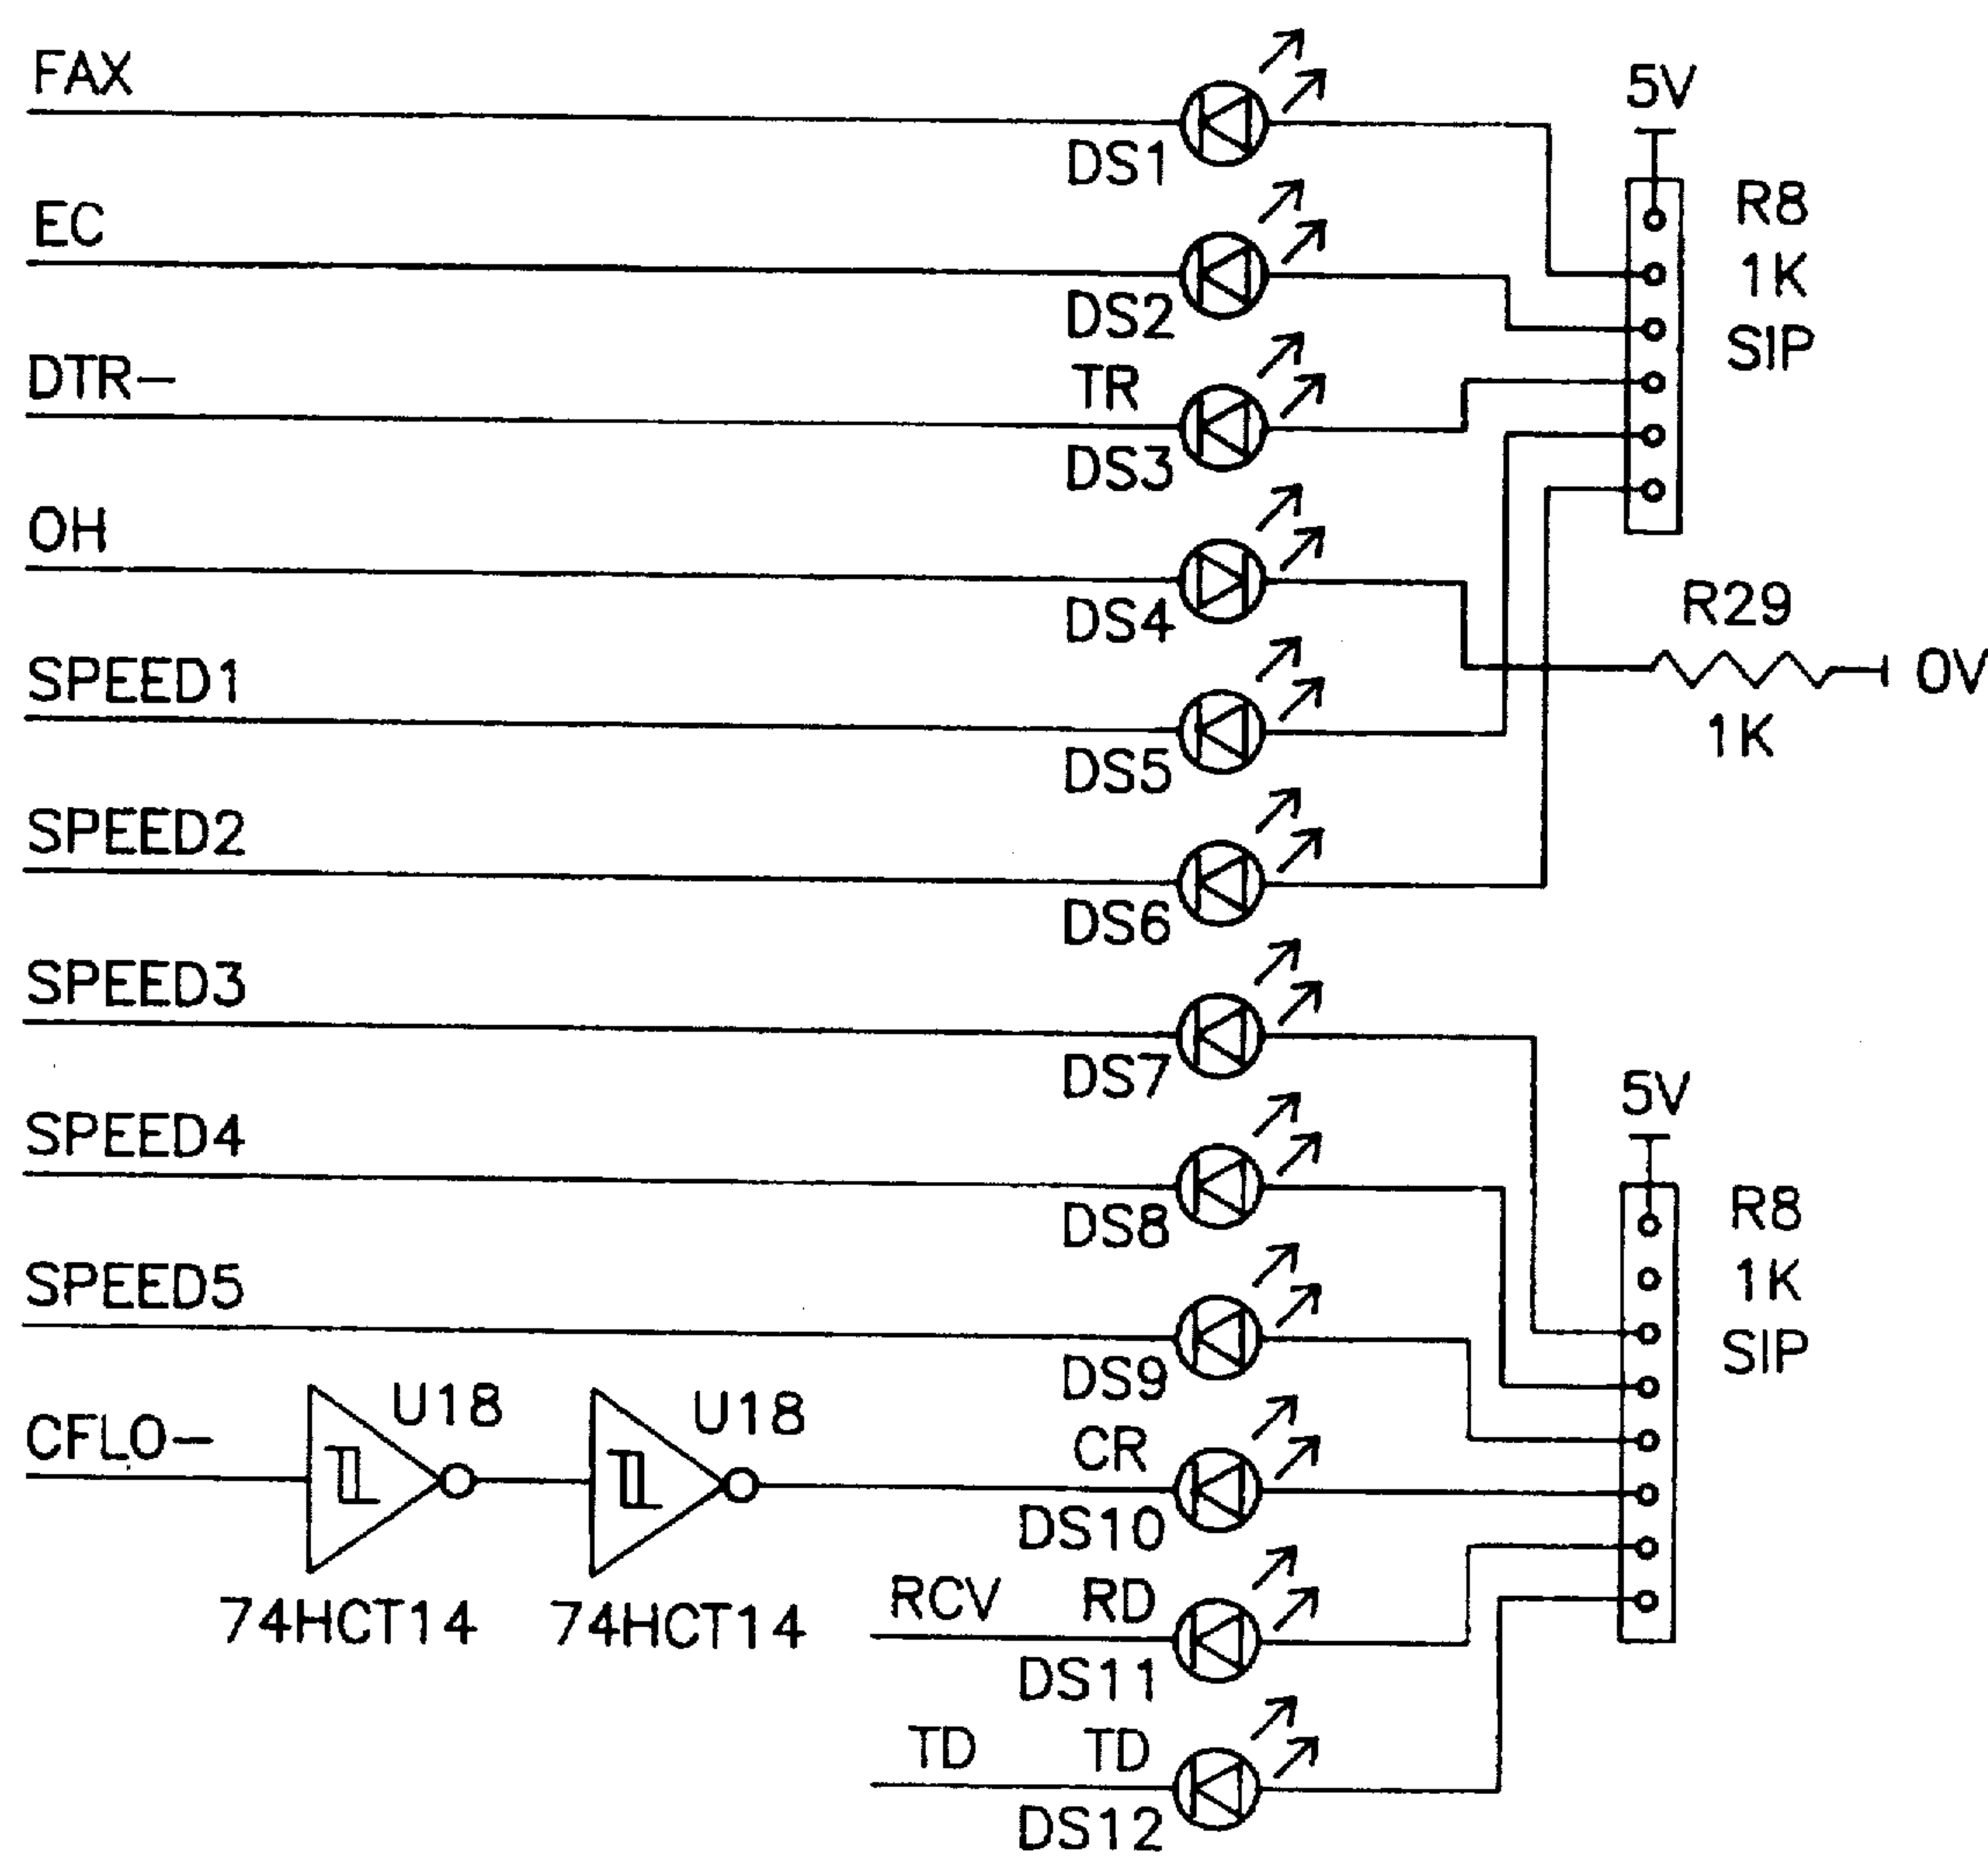 FAX
DS1
5V
R8
1K
SIP
EC
DS2
DTR-
TR
DS3
OH
DS4
R29
0V
1K
SPEED1
DS5
SPEED2
DS6
SPEED3
DS7
5V
R8
1K
SIP
SPEED4
DS8
SPEED5
DS9
CFLO-
U18
U18
CR
DS10
74HCT14
74HCT14
RCV
RD
DS11
TD
TD
DS12